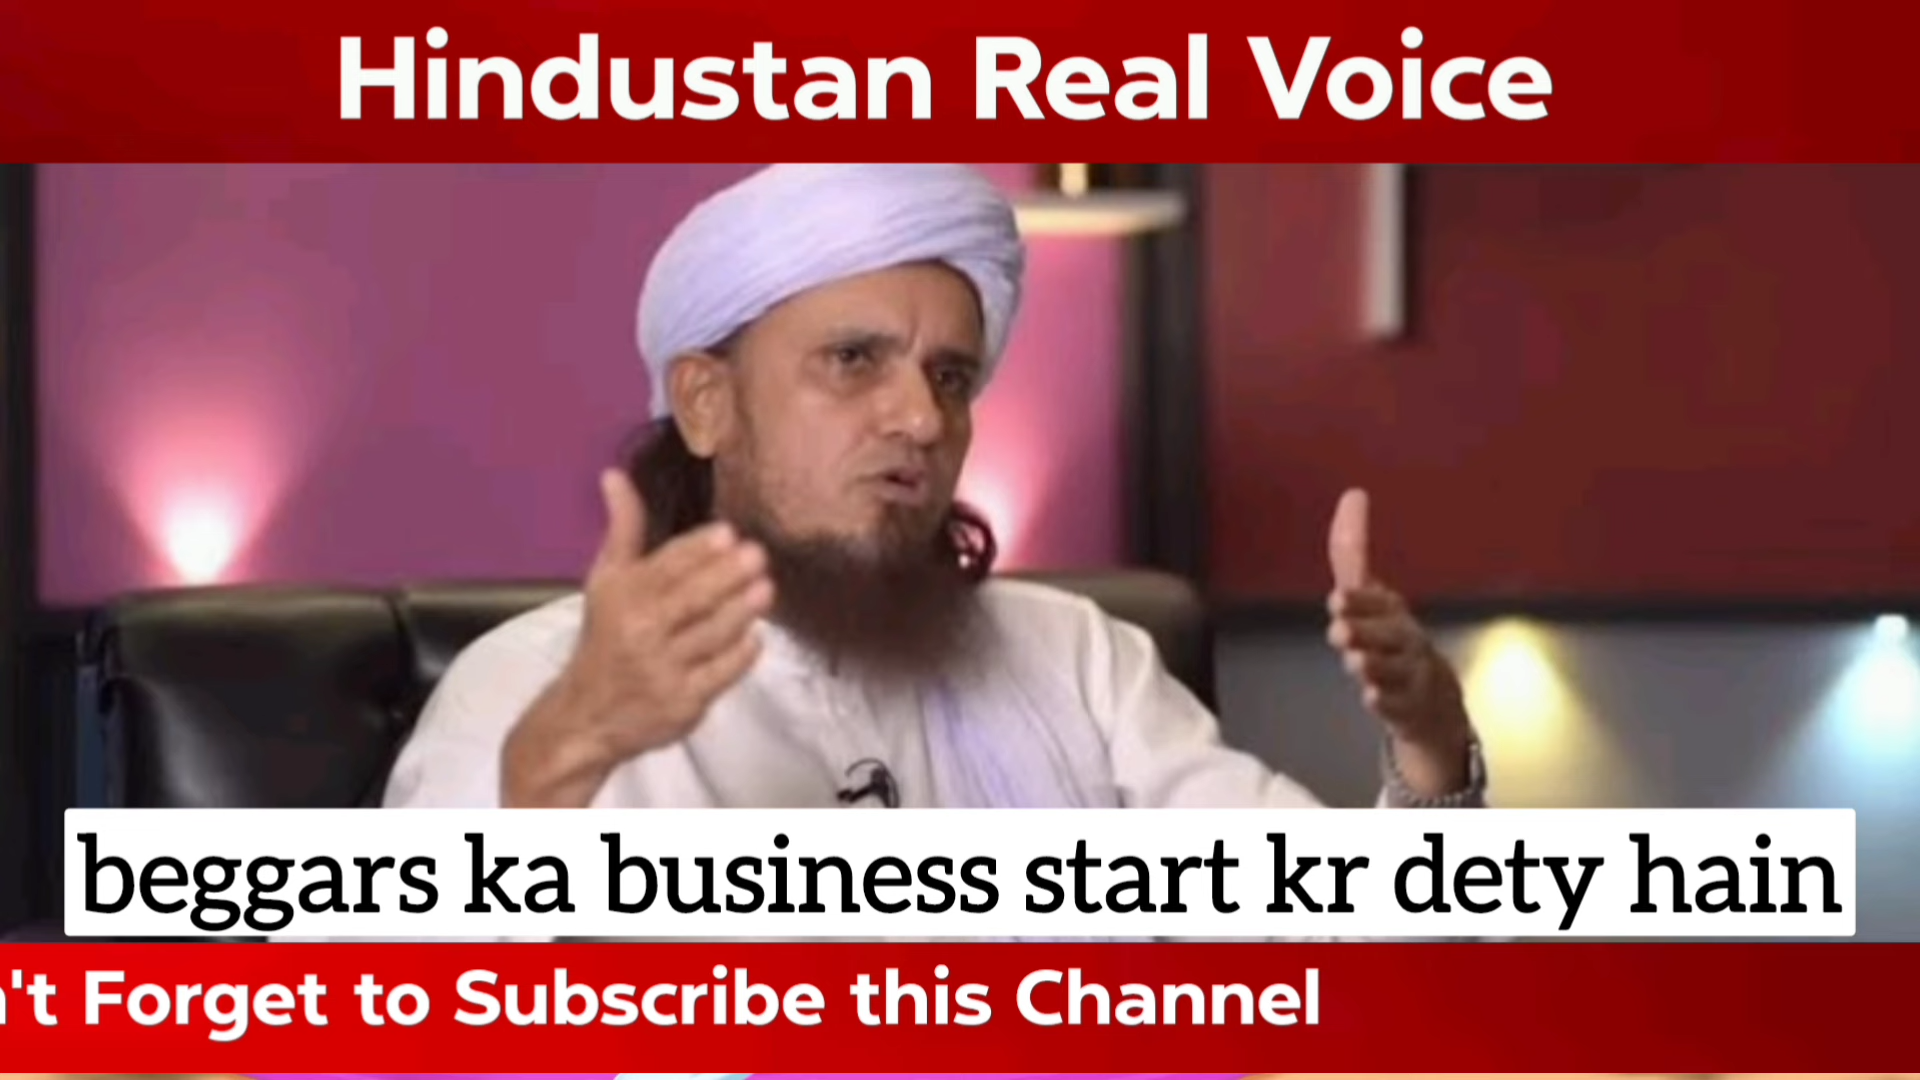 Hindustan Real Voice
beggars ka business start kr dety hain
't Forget to Subscribe this Channel